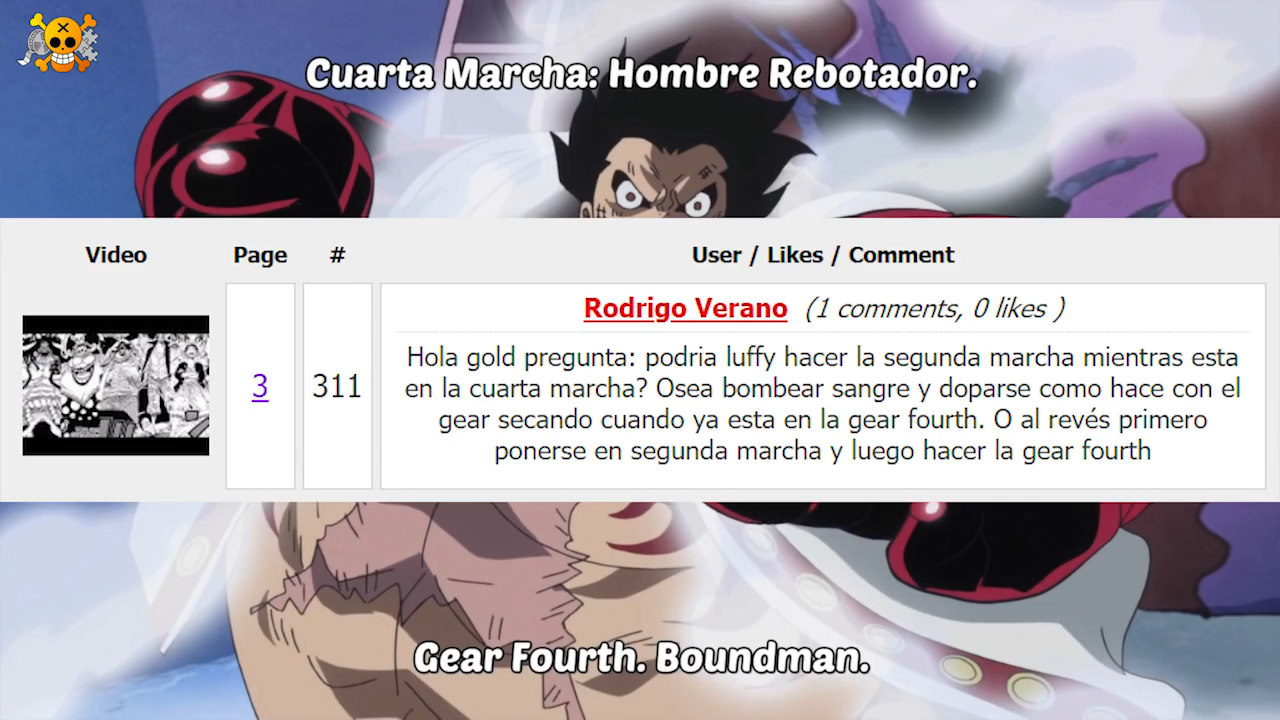 Cuarta Marcha: Hombre Rebotador.
Video Page # User / Likes / Comment
Rodrigo Verano (1 comments, 0 likes )
3 311
Hola gold pregunta: podria luffy hacer la segunda marcha mientras esta
en la cuarta marcha? Osea bombear sangre y doparse como hace con el
gear secando cuando ya esta en la gear fourth. O al revés primero
ponerse en segunda marcha y luego hacer la gear fourth
Gear Fourth. Boundman.